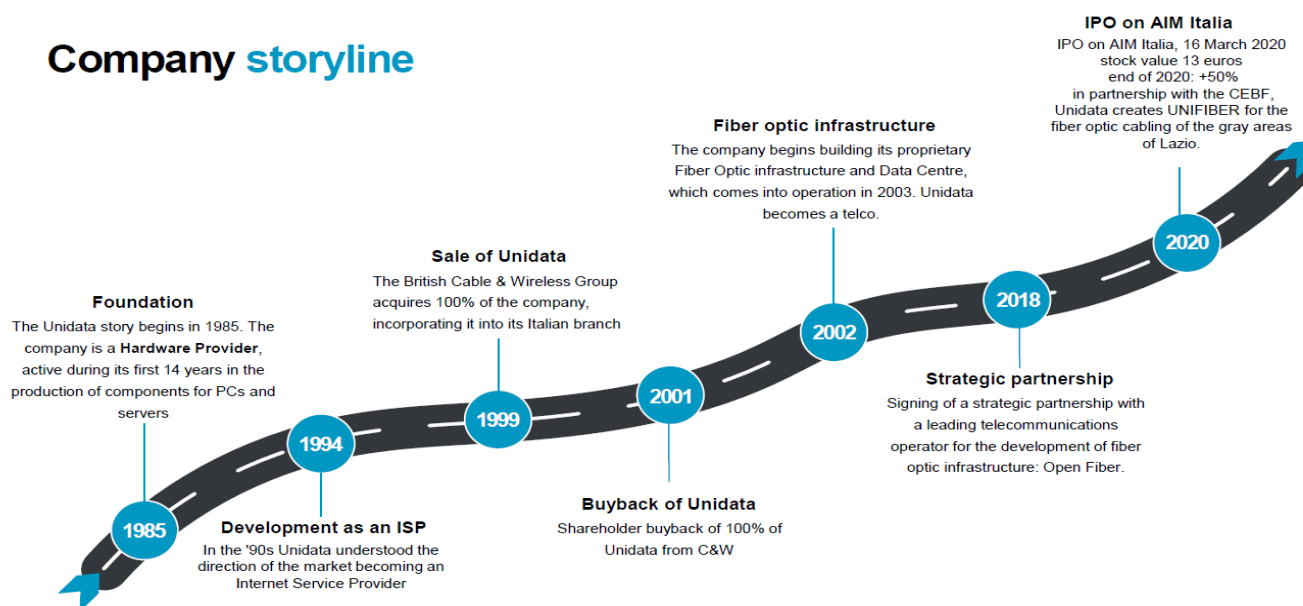 Company storyline
Foundation
The Unidata story begins in 1985. The
company is a Hardware Provider,
active during its first 14 years in the
production of components for PCs and
servers
1985
1994
Development as an ISP
In the '90s Unidata understood the
direction of the market becoming an
Internet Service Provider
Sale of Unidata
The British Cable & Wireless Group
acquires 100% of the company,
incorporating it into its Italian branch
1999
2001
Buyback of Unidata
Shareholder buyback of 100% of
Unidata from C&W
Fiber optic infrastructure
The company begins building its proprietary
Fiber Optic infrastructure and Data Centre,
which comes into operation in 2003. Unidata
becomes a telco.
2002
2018
Strategic partnership
Signing of a strategic partnership with
a leading telecommunications
operator for the development of fiber
optic infrastructure: Open Fiber.
IPO on AIM Italia
IPO on AIM Italia, 16 March 2020
stock value 13 euros
end of 2020: +50%
in partnership with the CEBF,
Unidata creates UNIFIBER for the
fiber optic cabling of the gray areas
of Lazio.
2020